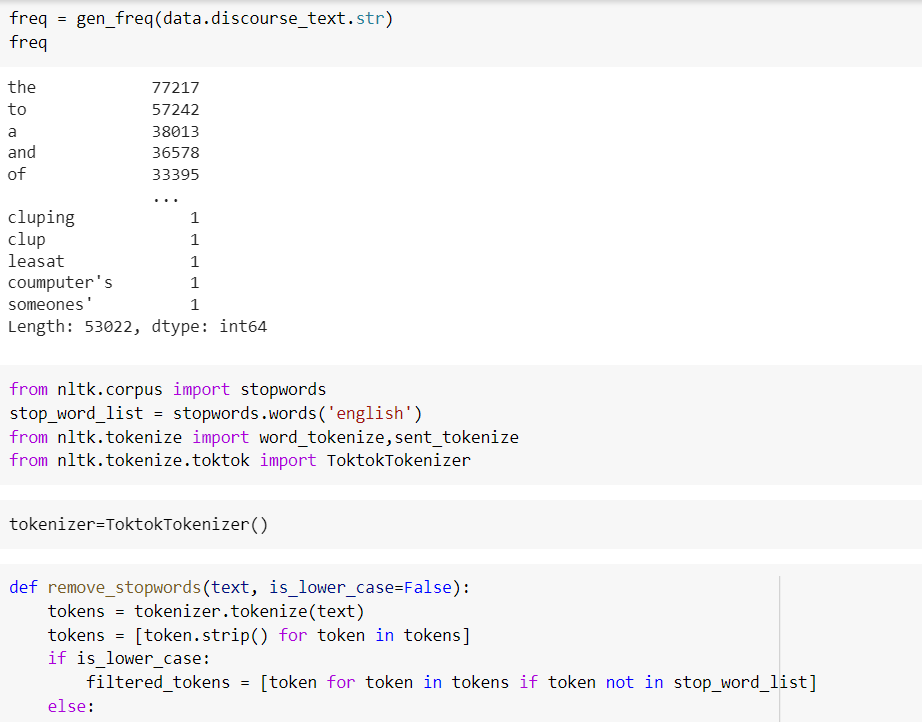 freq = gen_freq(data.discourse_text.str)
freq
the 77217
to 57242
a 38013
and 36578
of 33395
...
cluping 1
clup 1
leasat 1
coumputer's 1
someones' 1
Length: 53022, dtype: int64
from nltk.corpus import stopwords
stop_word_list = stopwords.words('english')
from nltk.tokenize import word_tokenize,sent_tokenize
from nltk.tokenize.toktok import ToktokTokenizer
tokenizer=ToktokTokenizer()
def remove_stopwords(text, is_lower_case=False):
    tokens = tokenizer.tokenize(text)
    tokens = [token.strip() for token in tokens]
    if is_lower_case:
        filtered_tokens = [token for token in tokens if token not in stop_word_list]
    else: